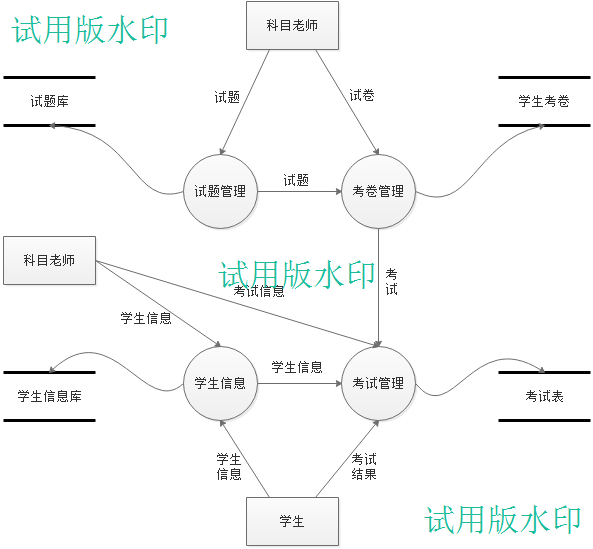 试用版水印
科目老师
试题
试卷
试题库
学生考卷
试题管理
试题
考卷管理
科目老师
试用版水印
考试信息
考
试
学生信息
学生信息
学生信息库
学生信息
考试管理
考试表
学生
信息
考试
结果
学生
试用版水印